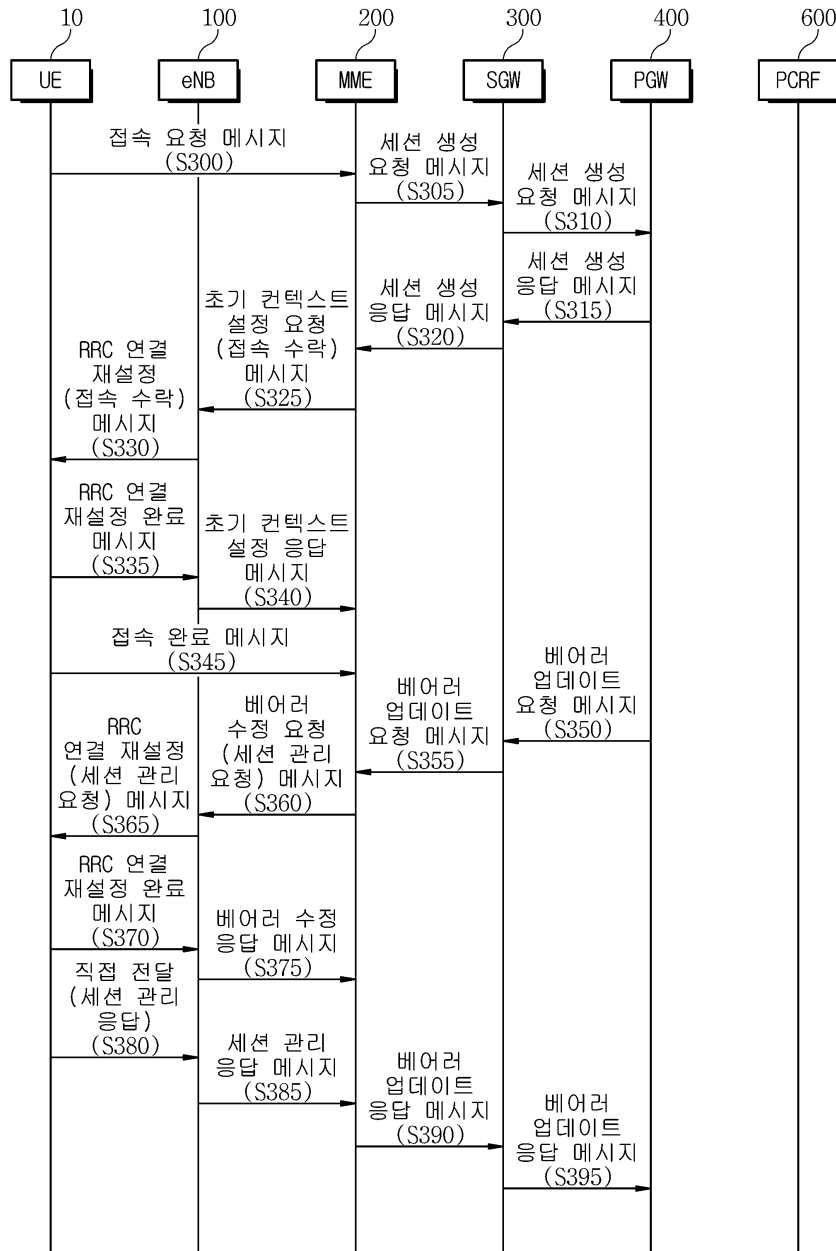 10
100
200
300
400
600
UE
eNB
MME
SGW
PGW
PCRF
접속 요청 메시지
(S300)
세션 생성
요청 메시지
(S305)
세션 생성
요청 메시지
(S310)
세션 생성
응답 메시지
(S315)
세션 생성
응답 메시지
(S320)
초기 컨텍스트
설정 요청
(접속 수락)
메시지
(S325)
RRC 연결
재설정
(접속 수락)
메시지
(S330)
RRC 연결
재설정 완료
메시지
(S335)
초기 컨텍스트
설정 응답
메시지
(S340)
접속 완료 메시지
(S345)
베어러
업데이트
요청 메시지
(S350)
베어러
업데이트
요청 메시지
(S355)
베어러
수정 요청
(세션 관리
요청) 메시지
(S360)
RRC
연결 재설정
(세션 관리
요청) 메시지
(S365)
RRC 연결
재설정 완료
메시지
(S370)
베어러 수정
응답 메시지
(S375)
직접 전달
(세션 관리
응답)
(S380)
세션 관리
응답 메시지
(S385)
베어러
업데이트
응답 메시지
(S390)
베어러
업데이트
응답 메시지
(S395)